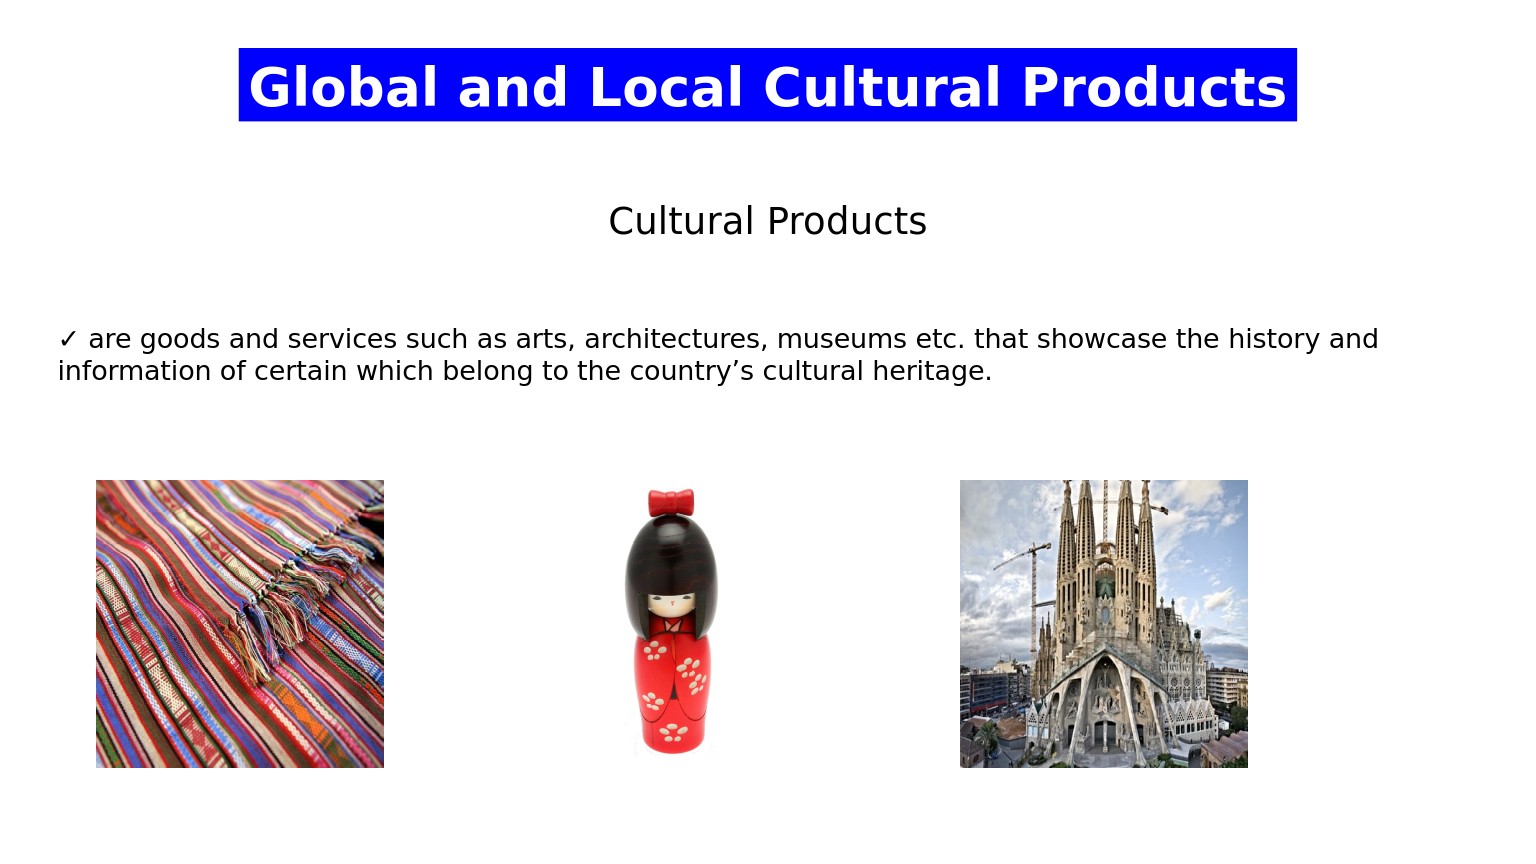 Global and Local Cultural Products
Cultural Products
✓ are goods and services such as arts, architectures, museums etc. that showcase the history and
information of certain which belong to the country’s cultural heritage.